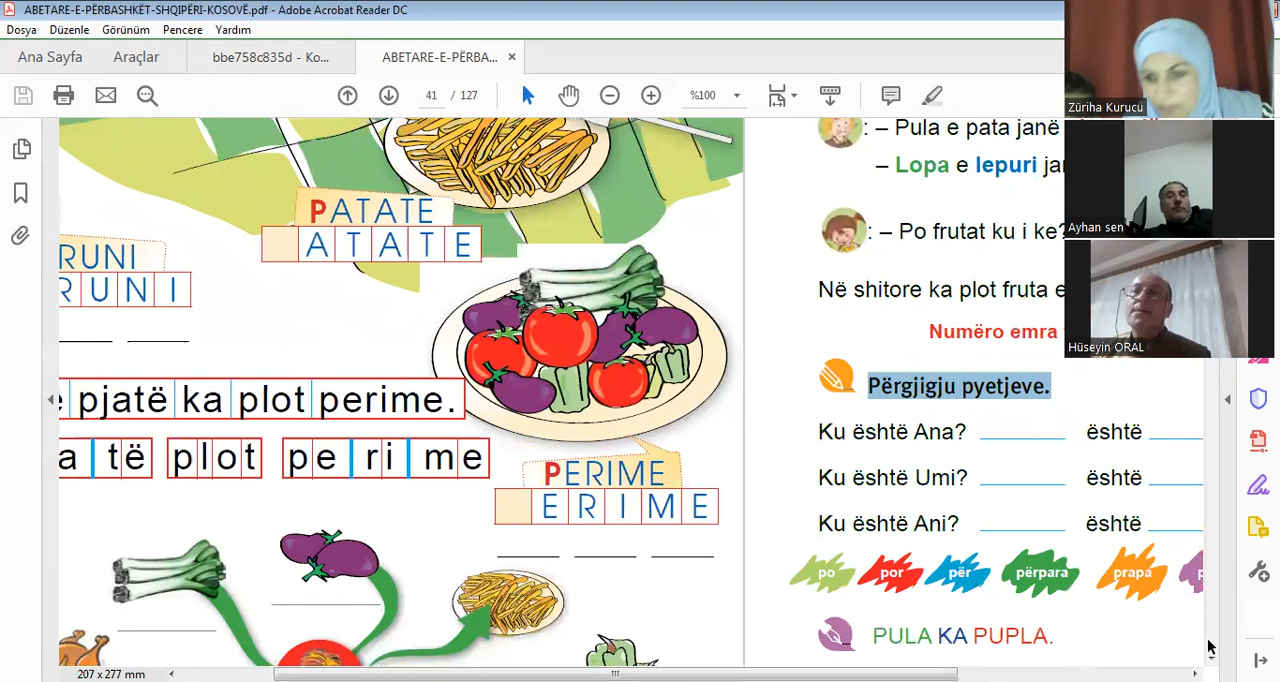 ABETARE-E-PËRBASHKËT-SHQIPËRI-KOSOVË.pdf - Adobe Acrobat Reader DC
Dosya Düzenle Görünüm Pencere Yardım
Ana Sayfa Araçlar bbe758c835d - Ko... ABETARE-E-PËRBA... ×
41 / 127 %100
PATATE
ATATE
RUNI
RUNI
pjatë ka plot perime.
a të plot pe ri me
PERIME
ERIME
: – Pula e pata janë
– Lopa e lepuri jan
: – Po frutat ku i ke?
Në shitore ka plot fruta e
Numëro emra
Përgjigju pyetjeve.
Ku është Ana? është
Ku është Umi? është
Ku është Ani? është
po por për përpara prapa p
PULA KA PUPLA.
207 x 277 mm
Züriha Kurucu
Ayhan sen
Hüseyin ORAL